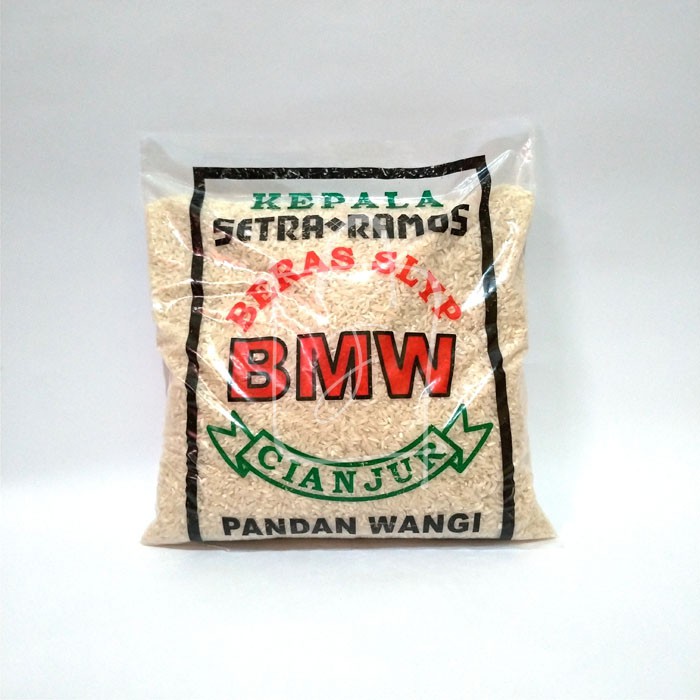 KEPALA
SETRA❖RAMOS
BERAS SLYP
BMW
CIANJUR
PANDAN WANGI